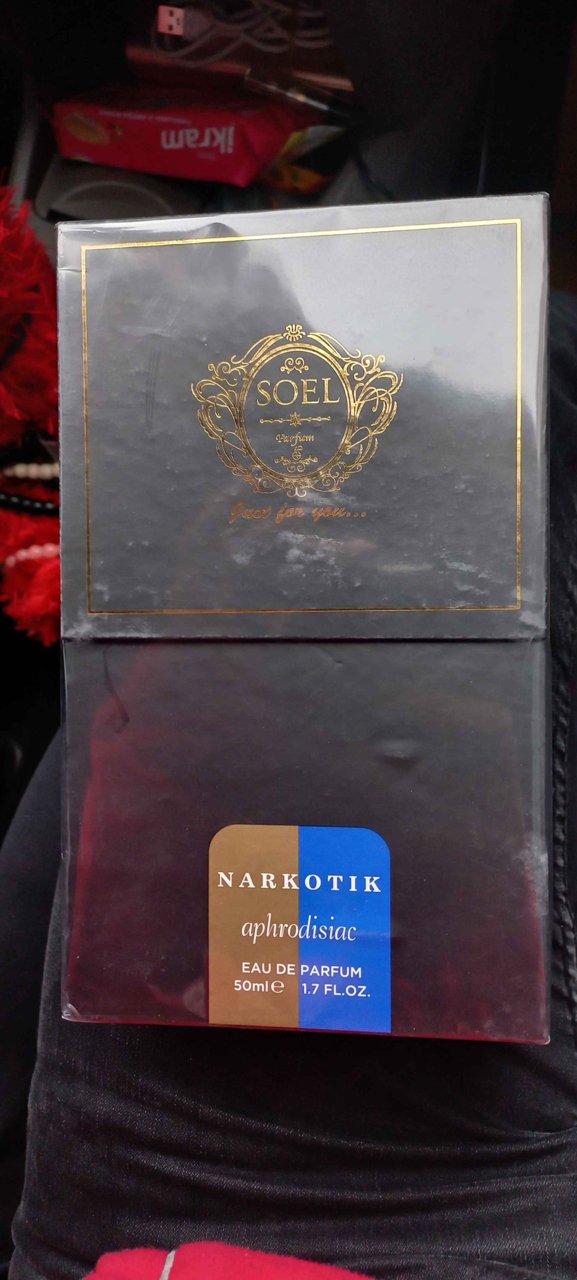 ikram
SOEL
Parfum
Just for you...
NARKOTIK
aphrodisiac
EAU DE PARFUM
50ml e 1.7 FL.OZ.